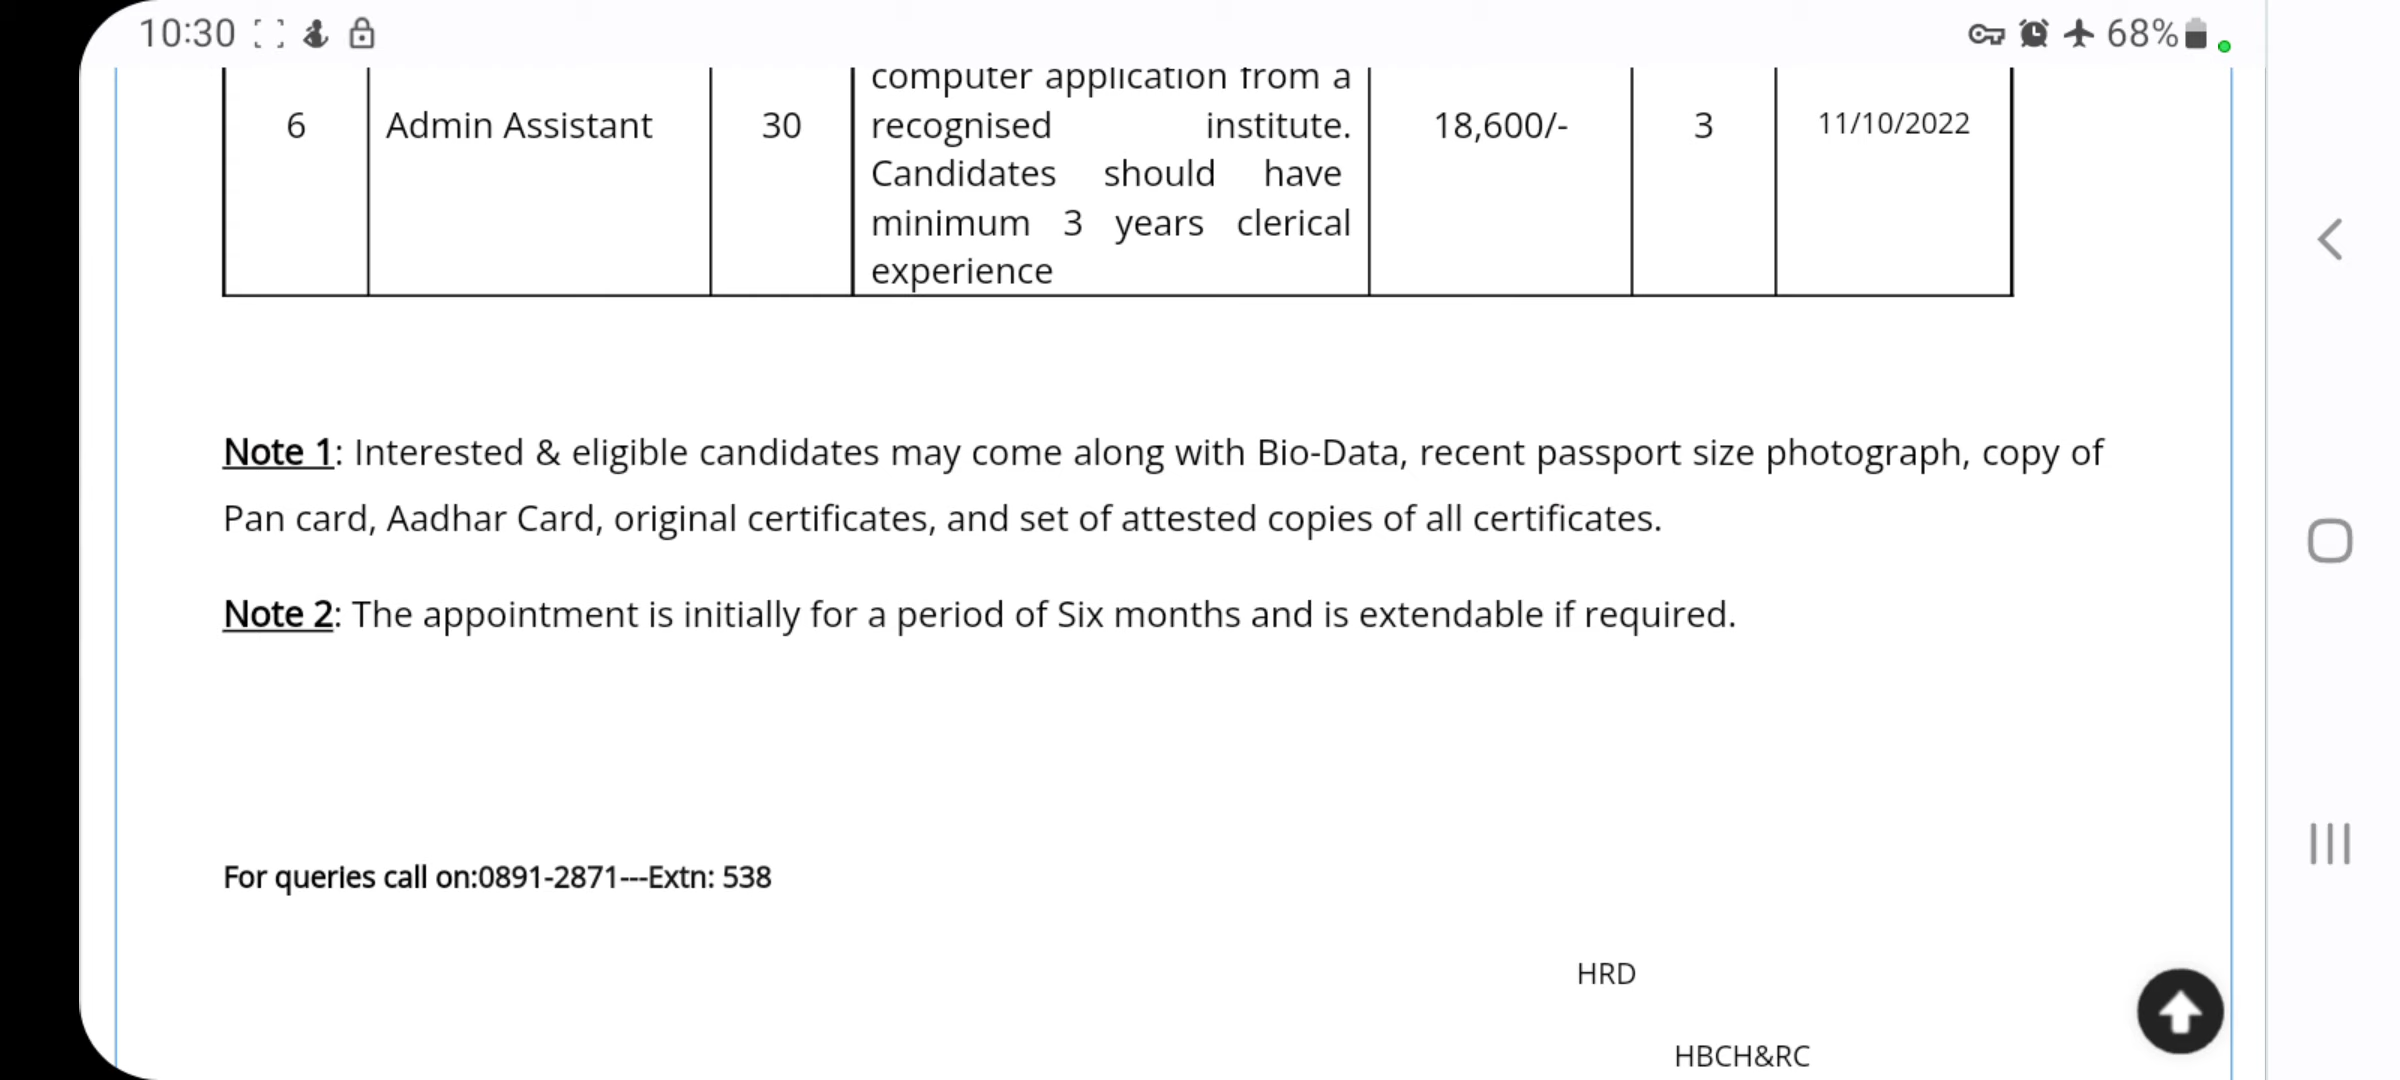 10:30
68%
computer application from a
6 Admin Assistant 30 recognised institute. 18,600/- 3 11/10/2022
Candidates should have
minimum 3 years clerical
experience
Note 1: Interested & eligible candidates may come along with Bio-Data, recent passport size photograph, copy of
Pan card, Aadhar Card, original certificates, and set of attested copies of all certificates.
Note 2: The appointment is initially for a period of Six months and is extendable if required.
For queries call on:0891-2871---Extn: 538
HRD
HBCH&RC